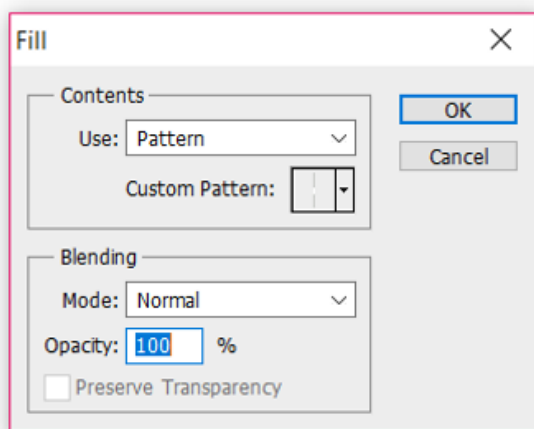 Fill
Contents
OK
Use: Pattern
Cancel
Custom Pattern:
Blending
Mode: Normal
Opacity: 100 %
Preserve Transparency